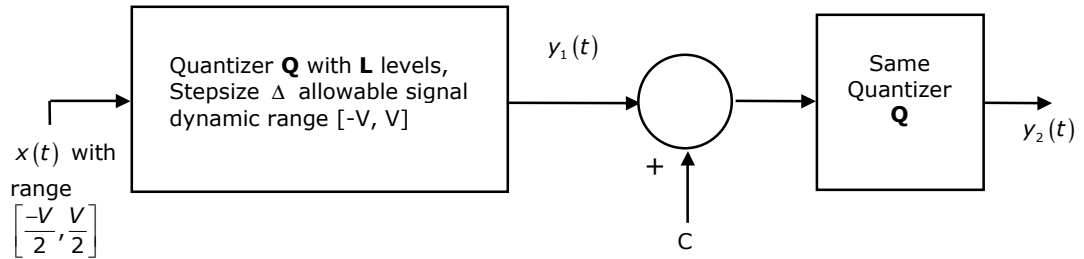 Quantizer Q with L levels,
Stepsize Δ allowable signal
dynamic range [-V, V]
x(t) with
range
[-V/2, V/2]
y₁(t)
+
C
Same
Quantizer
Q
y₂(t)